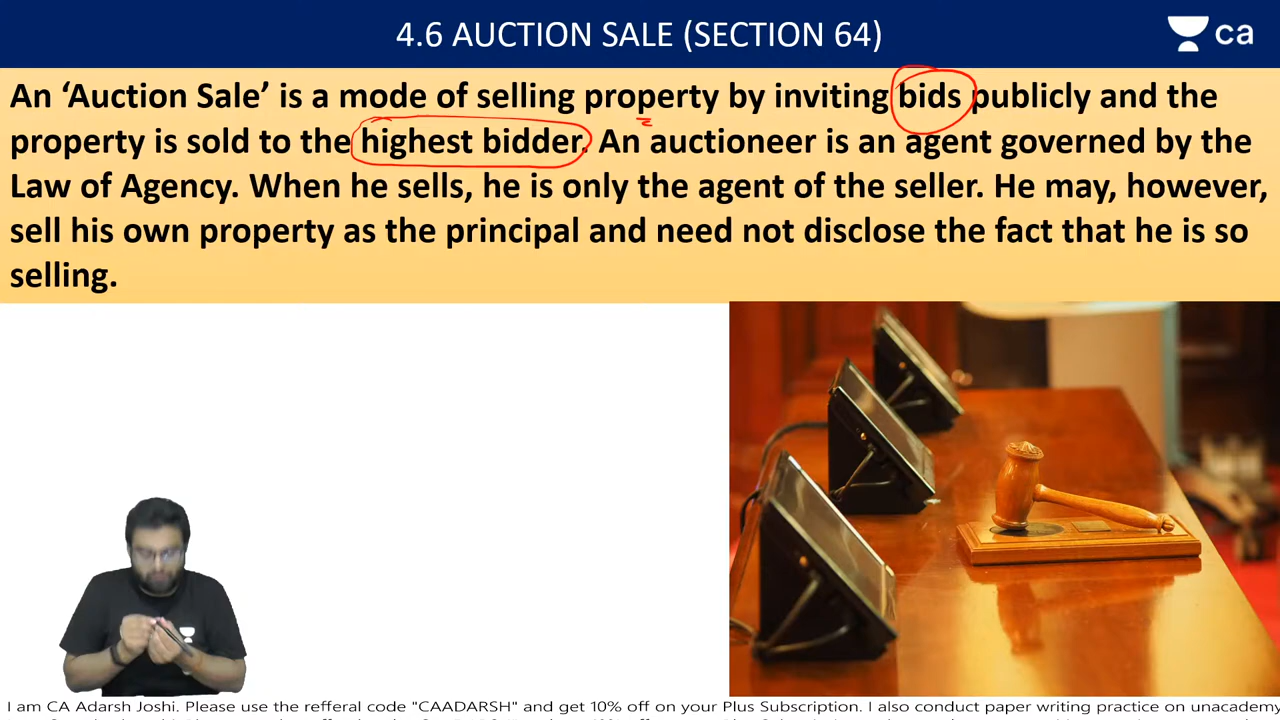 4.6 AUCTION SALE (SECTION 64)
ca
An ‘Auction Sale’ is a mode of selling property by inviting bids publicly and the
property is sold to the highest bidder. An auctioneer is an agent governed by the
Law of Agency. When he sells, he is only the agent of the seller. He may, however,
sell his own property as the principal and need not disclose the fact that he is so
selling.
I am CA Adarsh Joshi. Please use the refferal code "CAADARSH" and get 10% off on your Plus Subscription. I also conduct paper writing practice on unacademy